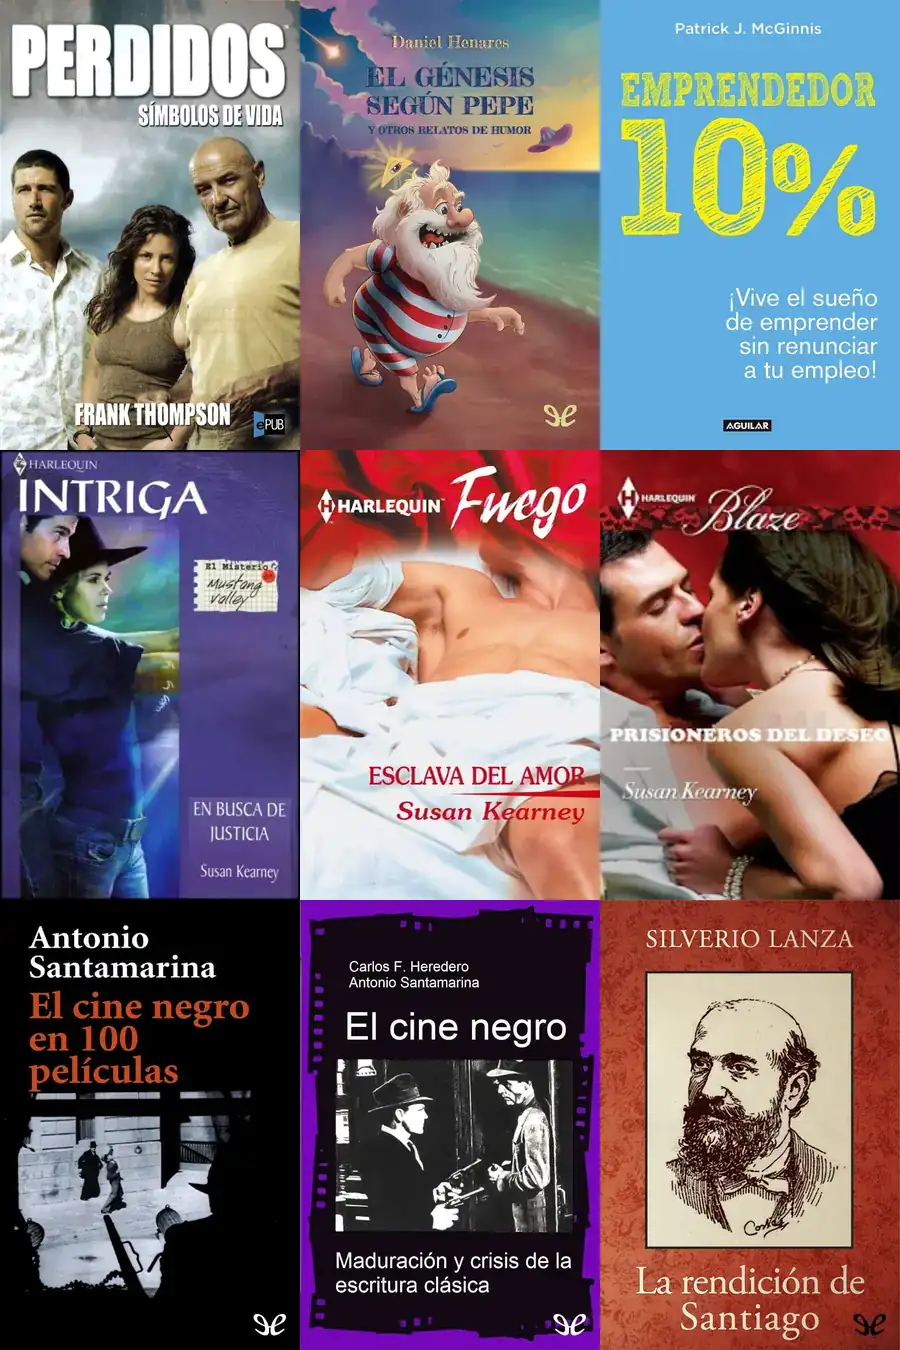 PERDIDOS
SÍMBOLOS DE VIDA
FRANK THOMPSON
ePUB
Daniel Henares
EL GÉNESIS
SEGÚN PEPE
Y OTROS RELATOS DE HUMOR
Patrick J. McGinnis
EMPRENDEDOR
10%
¡Vive el sueño
de emprender
sin renunciar
a tu empleo!
AGUILAR
HARLEQUIN
INTRIGA
El Misterio
Mustang
Valley
EN BUSCA DE
JUSTICIA
Susan Kearney
HARLEQUIN™
Fuego
ESCLAVA DEL AMOR
Susan Kearney
HARLEQUIN™
Blaze
PRISIONEROS DEL DESEO
Susan Kearney
Antonio
Santamarina
El cine negro
en 100
películas
Carlos F. Heredero
Antonio Santamarina
El cine negro
Maduración y crisis de la
escritura clásica
SILVERIO LANZA
La rendición de
Santiago